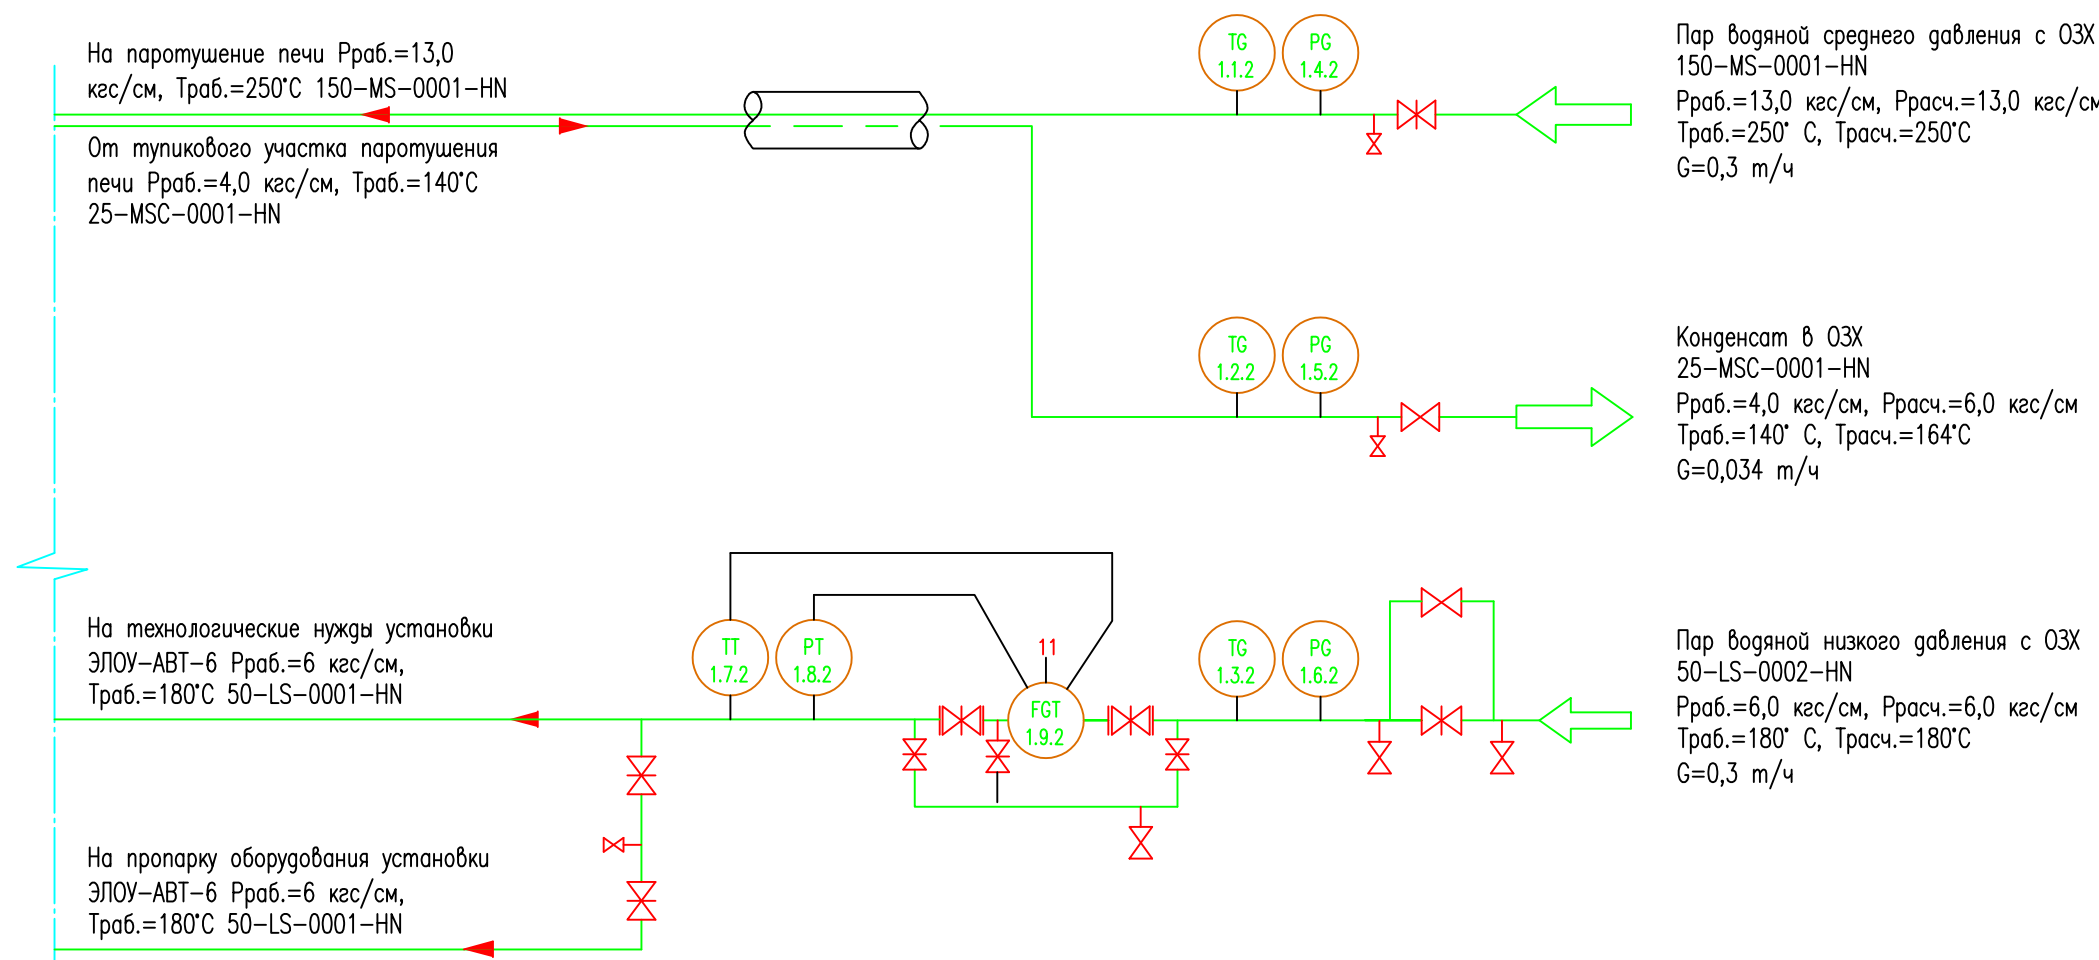 На паротушение печи Рраб.=13,0
кгс/см, Траб.=250°С 150-MS-0001-HN
От тупикового участка паротушения
печи Рраб.=4,0 кгс/см, Траб.=140°С
25-MSC-0001-HN
TG
1.1.2
PG
1.4.2
Пар водяной среднего давления с ОЗХ
150-MS-0001-HN
Рраб.=13,0 кгс/см, Ррасч.=13,0 кгс/см
Траб.=250° С, Трасч.=250°С
G=0,3 т/ч
TG
1.2.2
PG
1.5.2
Конденсат в ОЗХ
25-MSC-0001-HN
Рраб.=4,0 кгс/см, Ррасч.=6,0 кгс/см
Траб.=140° С, Трасч.=164°С
G=0,034 т/ч
На технологические нужды установки
ЭЛОУ-АВТ-6 Рраб.=6 кгс/см,
Траб.=180°С 50-LS-0001-HN
TT
1.7.2
PT
1.8.2
11
FGT
1.9.2
TG
1.3.2
PG
1.6.2
Пар водяной низкого давления с ОЗХ
50-LS-0002-HN
Рраб.=6,0 кгс/см, Ррасч.=6,0 кгс/см
Траб.=180° С, Трасч.=180°С
G=0,3 т/ч
На пропарку оборудования установки
ЭЛОУ-АВТ-6 Рраб.=6 кгс/см,
Траб.=180°С 50-LS-0001-HN